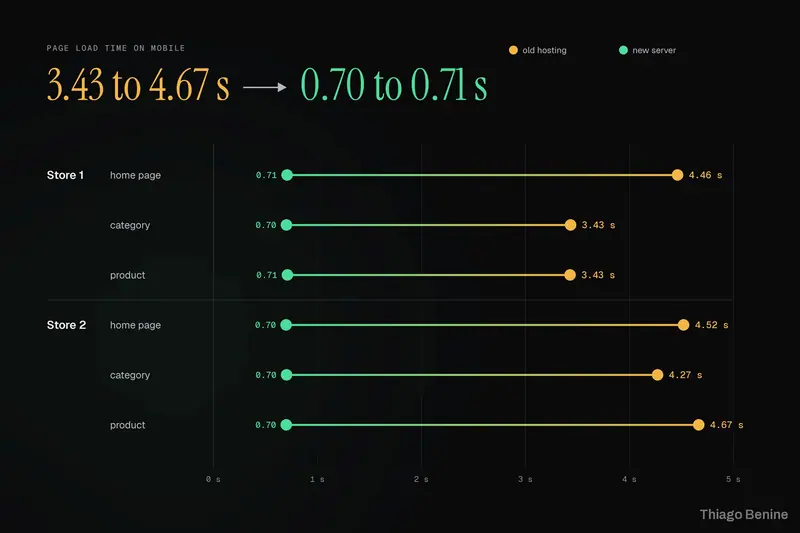 PAGE LOAD TIME ON MOBILE
old hosting
new server
3.43 to 4.67 s → 0.70 to 0.71 s
Store 1 home page 0.71 4.46 s
category 0.70 3.43 s
product 0.71 3.43 s
Store 2 home page 0.70 4.52 s
category 0.70 4.27 s
product 0.70 4.67 s
0 s 1 s 2 s 3 s 4 s 5 s
Thiago Benine